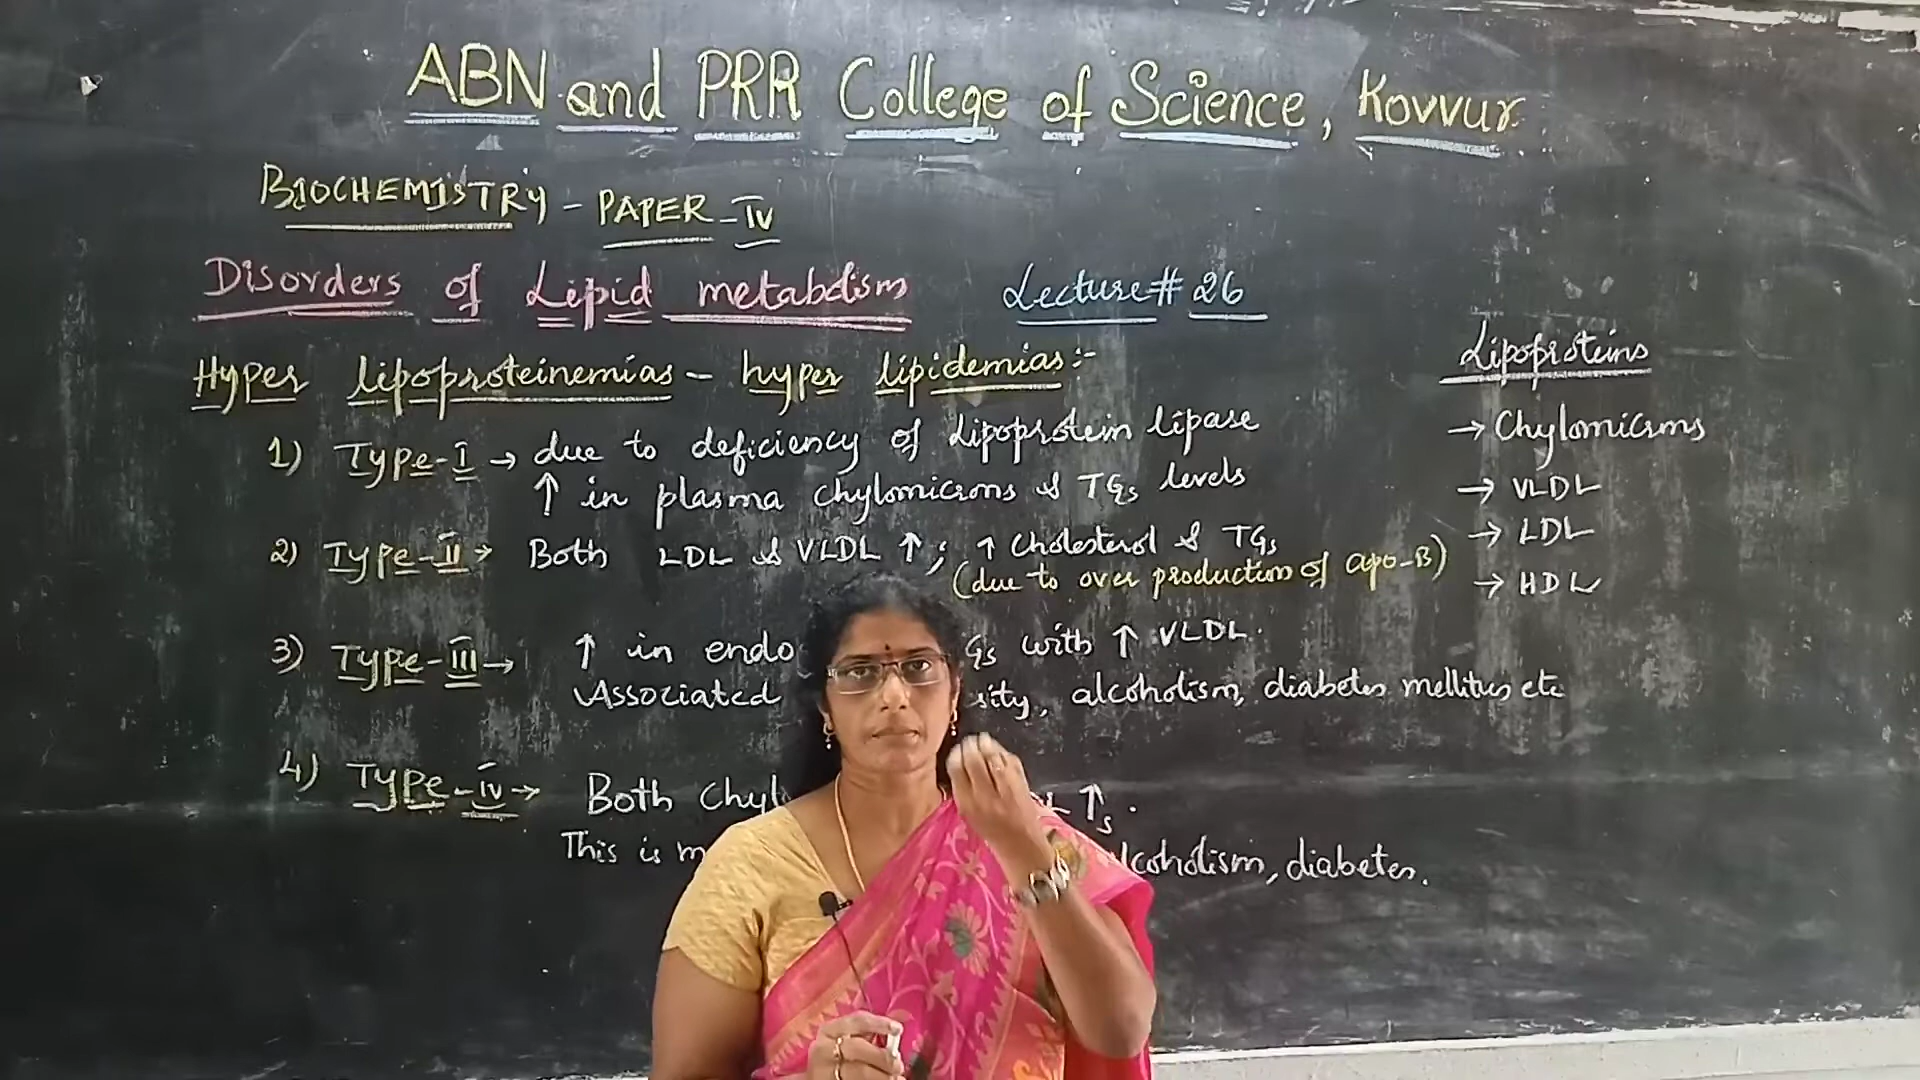 ABN and PRR College of Science, Kovvur.
BIOCHEMISTRY - PAPER-IV
Disorders of Lipid metabolism
Lecture# 26
Hyper lipoproteinemias - hyper lipidemias:-
1) Type-I → due to deficiency of Lipoprotein lipase
↑ in plasma chylomicrons & TGs levels
2) Type-II → Both LDL & VLDL ↑; ↑ Cholesterol & TGs
(due to over production of apo-B)
3) Type-III → ↑ in endo Gs with ↑ VLDL.
Associated sity, alcoholism, diabetes mellitus etc
4) Type-IV → Both Chyl L ↑s.
This is m lcoholism, diabetes.
Lipoproteins
→ Chylomicrons
→ VLDL
→ LDL
→ HDL